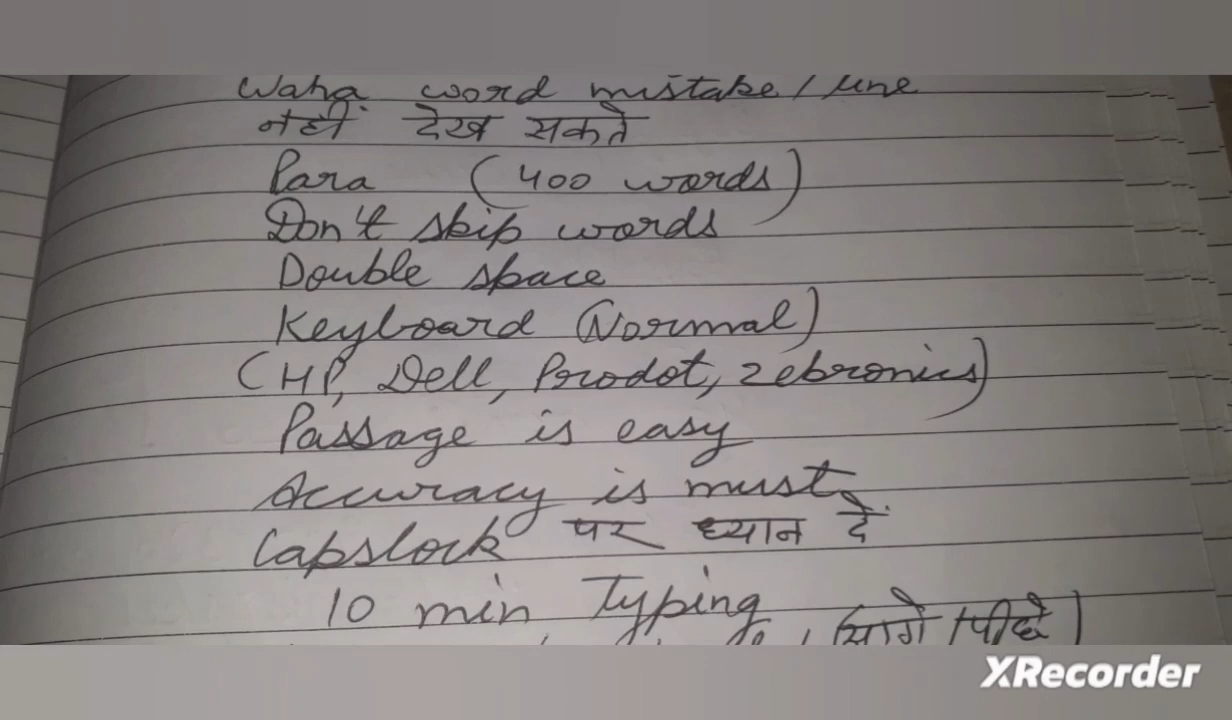 Waha word mistake / line
नही देख सकते
Para (400 words)
Don't skip words
Double space
Keyboard (Normal)
(HP, Dell, Prodot, zebronics)
Passage is easy
Accuracy is must
Capslock पर ध्यान दें
10 min Typing
(आगे / पीछे)
XRecorder